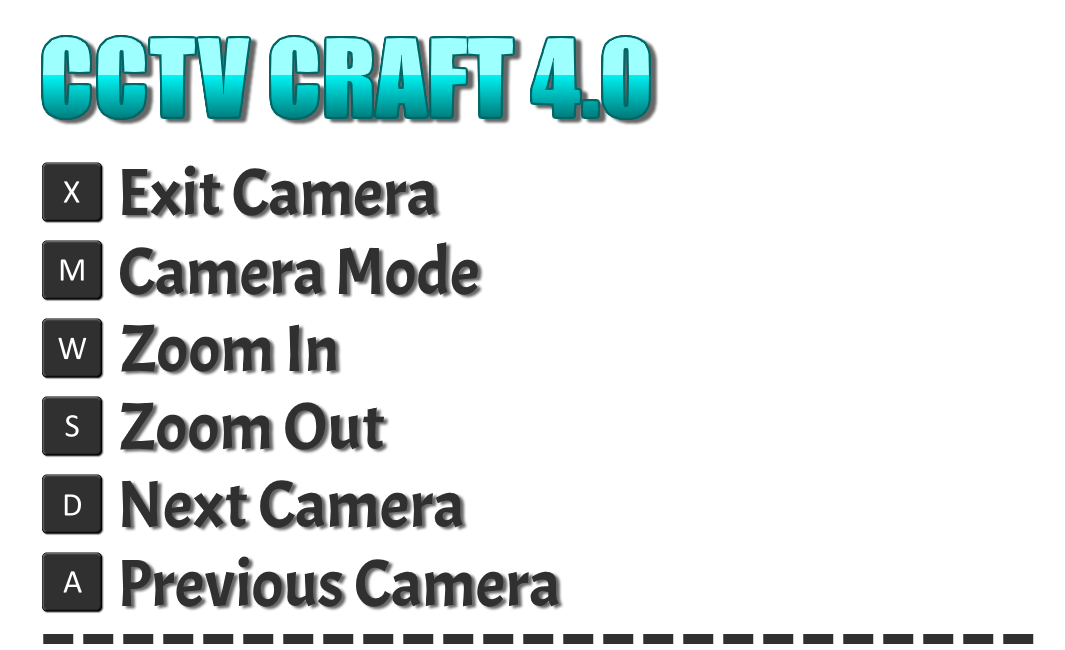 CCTV CRAFT 4.0
X Exit Camera
M Camera Mode
W Zoom In
S Zoom Out
D Next Camera
A Previous Camera